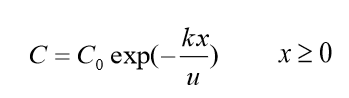 C = C₀ exp(−kx/u)    x ≥ 0